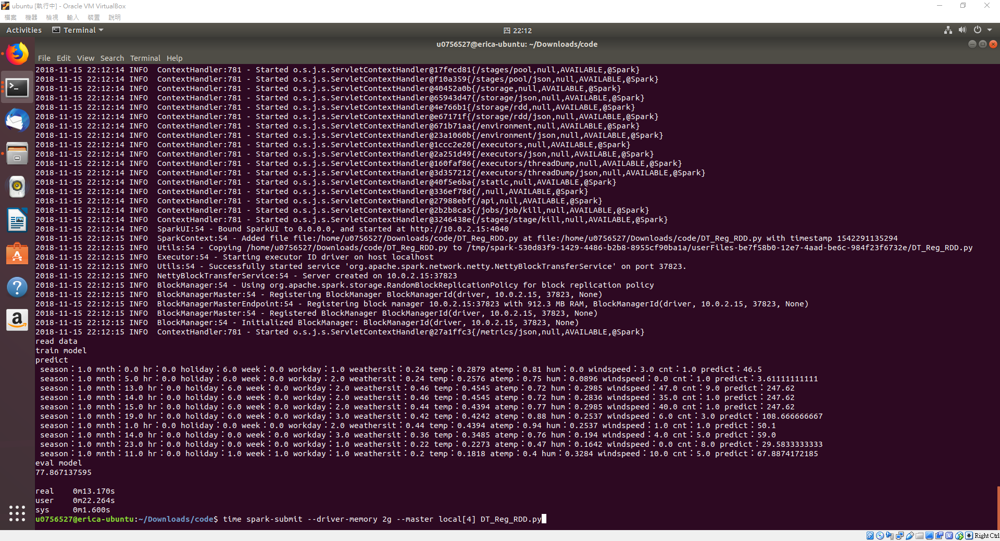 ubuntu [執行中] - Oracle VM VirtualBox
檔案 機器 檢視 輸入 裝置 說明
Activities Terminal 四 22:12
u0756527@erica-ubuntu: ~/Downloads/code
File Edit View Search Terminal Help
2018-11-15 22:12:14 INFO  ContextHandler:781 - Started o.s.j.s.ServletContextHandler@17fecd81{/stages/pool,null,AVAILABLE,@Spark}
2018-11-15 22:12:14 INFO  ContextHandler:781 - Started o.s.j.s.ServletContextHandler@f10a359{/stages/pool/json,null,AVAILABLE,@Spark}
2018-11-15 22:12:14 INFO  ContextHandler:781 - Started o.s.j.s.ServletContextHandler@40452a0b{/storage,null,AVAILABLE,@Spark}
2018-11-15 22:12:14 INFO  ContextHandler:781 - Started o.s.j.s.ServletContextHandler@65943d47{/storage/json,null,AVAILABLE,@Spark}
2018-11-15 22:12:14 INFO  ContextHandler:781 - Started o.s.j.s.ServletContextHandler@4e766b1{/storage/rdd,null,AVAILABLE,@Spark}
2018-11-15 22:12:14 INFO  ContextHandler:781 - Started o.s.j.s.ServletContextHandler@e67171f{/storage/rdd/json,null,AVAILABLE,@Spark}
2018-11-15 22:12:14 INFO  ContextHandler:781 - Started o.s.j.s.ServletContextHandler@671b71aa{/environment,null,AVAILABLE,@Spark}
2018-11-15 22:12:14 INFO  ContextHandler:781 - Started o.s.j.s.ServletContextHandler@23a1060b{/environment/json,null,AVAILABLE,@Spark}
2018-11-15 22:12:14 INFO  ContextHandler:781 - Started o.s.j.s.ServletContextHandler@1ccc2e20{/executors,null,AVAILABLE,@Spark}
2018-11-15 22:12:14 INFO  ContextHandler:781 - Started o.s.j.s.ServletContextHandler@2a251d49{/executors/json,null,AVAILABLE,@Spark}
2018-11-15 22:12:14 INFO  ContextHandler:781 - Started o.s.j.s.ServletContextHandler@160faf86{/executors/threadDump,null,AVAILABLE,@Spark}
2018-11-15 22:12:14 INFO  ContextHandler:781 - Started o.s.j.s.ServletContextHandler@3d357212{/executors/threadDump/json,null,AVAILABLE,@Spark}
2018-11-15 22:12:14 INFO  ContextHandler:781 - Started o.s.j.s.ServletContextHandler@40f5e6ba{/static,null,AVAILABLE,@Spark}
2018-11-15 22:12:14 INFO  ContextHandler:781 - Started o.s.j.s.ServletContextHandler@336ef78d{/,null,AVAILABLE,@Spark}
2018-11-15 22:12:14 INFO  ContextHandler:781 - Started o.s.j.s.ServletContextHandler@27988ebf{/api,null,AVAILABLE,@Spark}
2018-11-15 22:12:14 INFO  ContextHandler:781 - Started o.s.j.s.ServletContextHandler@2b2b8ca5{/jobs/job/kill,null,AVAILABLE,@Spark}
2018-11-15 22:12:14 INFO  ContextHandler:781 - Started o.s.j.s.ServletContextHandler@3246438e{/stages/stage/kill,null,AVAILABLE,@Spark}
2018-11-15 22:12:14 INFO  SparkUI:54 - Bound SparkUI to 0.0.0.0, and started at http://10.0.2.15:4040
2018-11-15 22:12:15 INFO  SparkContext:54 - Added file file:/home/u0756527/Downloads/code/DT_Reg_RDD.py at file:/home/u0756527/Downloads/code/DT_Reg_RDD.py with timestamp 1542291135294
2018-11-15 22:12:15 INFO  Utils:54 - Copying /home/u0756527/Downloads/code/DT_Reg_RDD.py to /tmp/spark-530d83f9-1429-4486-b2b8-8955cf90ba1a/userFiles-be7f58b0-12e7-4aad-be6c-984f23f6732e/DT_Reg_RDD.py
2018-11-15 22:12:15 INFO  Executor:54 - Starting executor ID driver on host localhost
2018-11-15 22:12:15 INFO  Utils:54 - Successfully started service 'org.apache.spark.network.netty.NettyBlockTransferService' on port 37823.
2018-11-15 22:12:15 INFO  NettyBlockTransferService:54 - Server created on 10.0.2.15:37823
2018-11-15 22:12:15 INFO  BlockManager:54 - Using org.apache.spark.storage.RandomBlockReplicationPolicy for block replication policy
2018-11-15 22:12:15 INFO  BlockManagerMaster:54 - Registering BlockManager BlockManagerId(driver, 10.0.2.15, 37823, None)
2018-11-15 22:12:15 INFO  BlockManagerMasterEndpoint:54 - Registering block manager 10.0.2.15:37823 with 912.3 MB RAM, BlockManagerId(driver, 10.0.2.15, 37823, None)
2018-11-15 22:12:15 INFO  BlockManagerMaster:54 - Registered BlockManager BlockManagerId(driver, 10.0.2.15, 37823, None)
2018-11-15 22:12:15 INFO  BlockManager:54 - Initialized BlockManager: BlockManagerId(driver, 10.0.2.15, 37823, None)
2018-11-15 22:12:15 INFO  ContextHandler:781 - Started o.s.j.s.ServletContextHandler@27a1ffc3{/metrics/json,null,AVAILABLE,@Spark}
read data
train model
predict
season：1.0 mnth：0.0 hr：0.0 holiday：6.0 week：0.0 workday：1.0 weathersit：0.24 temp：0.2879 atemp：0.81 hum：0.0 windspeed：3.0 cnt：1.0 predict：46.5
season：1.0 mnth：5.0 hr：0.0 holiday：6.0 week：0.0 workday：2.0 weathersit：0.24 temp：0.2576 atemp：0.75 hum：0.0896 windspeed：0.0 cnt：1.0 predict：3.61111111111
season：1.0 mnth：13.0 hr：0.0 holiday：6.0 week：0.0 workday：2.0 weathersit：0.46 temp：0.4545 atemp：0.72 hum：0.2985 windspeed：47.0 cnt：9.0 predict：247.62
season：1.0 mnth：14.0 hr：0.0 holiday：6.0 week：0.0 workday：2.0 weathersit：0.46 temp：0.4545 atemp：0.72 hum：0.2836 windspeed：35.0 cnt：1.0 predict：247.62
season：1.0 mnth：15.0 hr：0.0 holiday：6.0 week：0.0 workday：2.0 weathersit：0.44 temp：0.4394 atemp：0.77 hum：0.2985 windspeed：40.0 cnt：1.0 predict：247.62
season：1.0 mnth：19.0 hr：0.0 holiday：6.0 week：0.0 workday：3.0 weathersit：0.42 temp：0.4242 atemp：0.88 hum：0.2537 windspeed：6.0 cnt：3.0 predict：108.666666667
season：1.0 mnth：1.0 hr：0.0 holiday：0.0 week：0.0 workday：2.0 weathersit：0.44 temp：0.4394 atemp：0.94 hum：0.2537 windspeed：1.0 cnt：1.0 predict：50.1
season：1.0 mnth：14.0 hr：0.0 holiday：0.0 week：0.0 workday：3.0 weathersit：0.36 temp：0.3485 atemp：0.76 hum：0.194 windspeed：4.0 cnt：5.0 predict：59.0
season：1.0 mnth：23.0 hr：0.0 holiday：0.0 week：0.0 workday：1.0 weathersit：0.22 temp：0.2273 atemp：0.47 hum：0.1642 windspeed：0.0 cnt：8.0 predict：29.5833333333
season：1.0 mnth：11.0 hr：0.0 holiday：1.0 week：1.0 workday：1.0 weathersit：0.2 temp：0.1818 atemp：0.4 hum：0.3284 windspeed：10.0 cnt：5.0 predict：67.8874172185
eval model
77.867137595
real    0m13.170s
user    0m22.264s
sys     0m1.600s
u0756527@erica-ubuntu:~/Downloads/code$ time spark-submit --driver-memory 2g --master local[4] DT_Reg_RDD.py
Right Ctrl